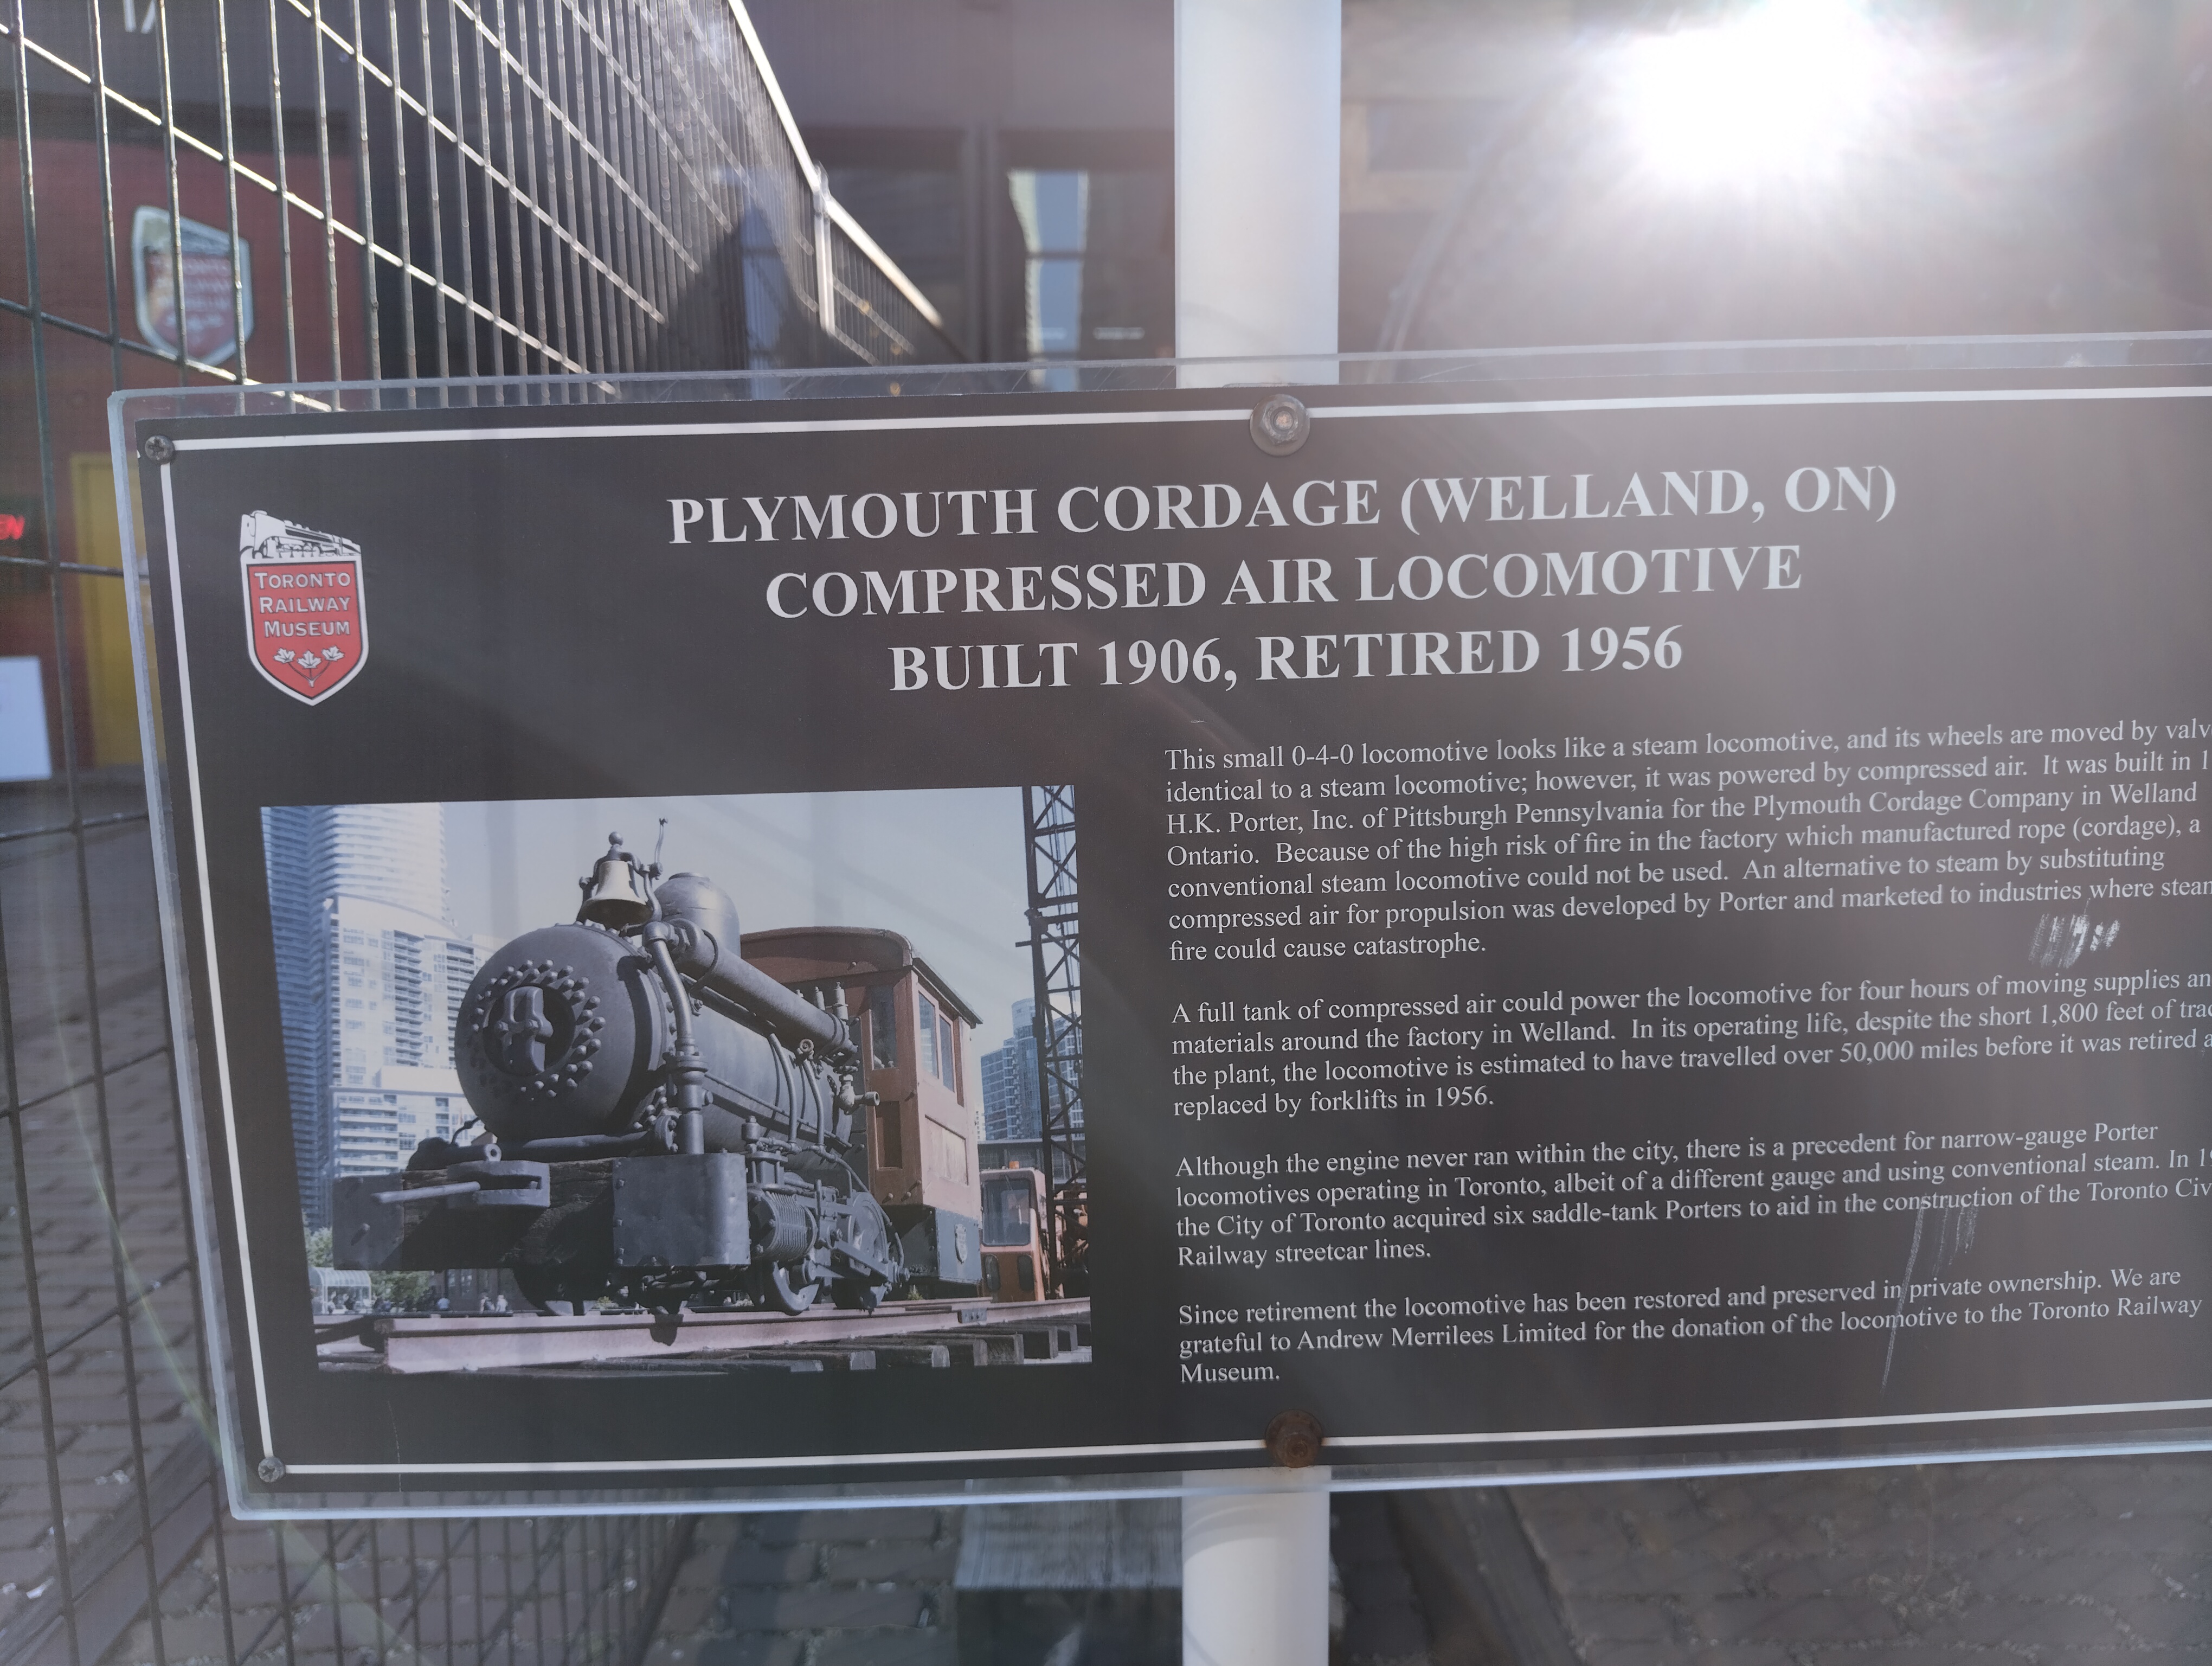 PLYMOUTH CORDAGE (WELLAND, ON)
COMPRESSED AIR LOCOMOTIVE
BUILT 1906, RETIRED 1956
TORONTO
RAILWAY
MUSEUM
This small 0-4-0 locomotive looks like a steam locomotive, and its wheels are moved by
identical to a steam locomotive; however, it was powered by compressed air. It was built in
H.K. Porter, Inc. of Pittsburgh Pennsylvania for the Plymouth Cordage Company in Welland
Ontario. Because of the high risk of fire in the factory which manufactured rope (cordage), a
conventional steam locomotive could not be used. An alternative to steam by substituting
compressed air for propulsion was developed by Porter and marketed to industries where
fire could cause catastrophe.
A full tank of compressed air could power the locomotive for four hours of moving supplies
materials around the factory in Welland. In its operating life, despite the short 1,800 feet of
the plant, the locomotive is estimated to have travelled over 50,000 miles before it was retired
replaced by forklifts in 1956.
Although the engine never ran within the city, there is a precedent for narrow-gauge Porter
locomotives operating in Toronto, albeit of a different gauge and using conventional steam. In
the City of Toronto acquired six saddle-tank Porters to aid in the construction of the Toronto
Railway streetcar lines.
Since retirement the locomotive has been restored and preserved in private ownership. We are
grateful to Andrew Merrilees Limited for the donation of the locomotive to the Toronto Railway
Museum.